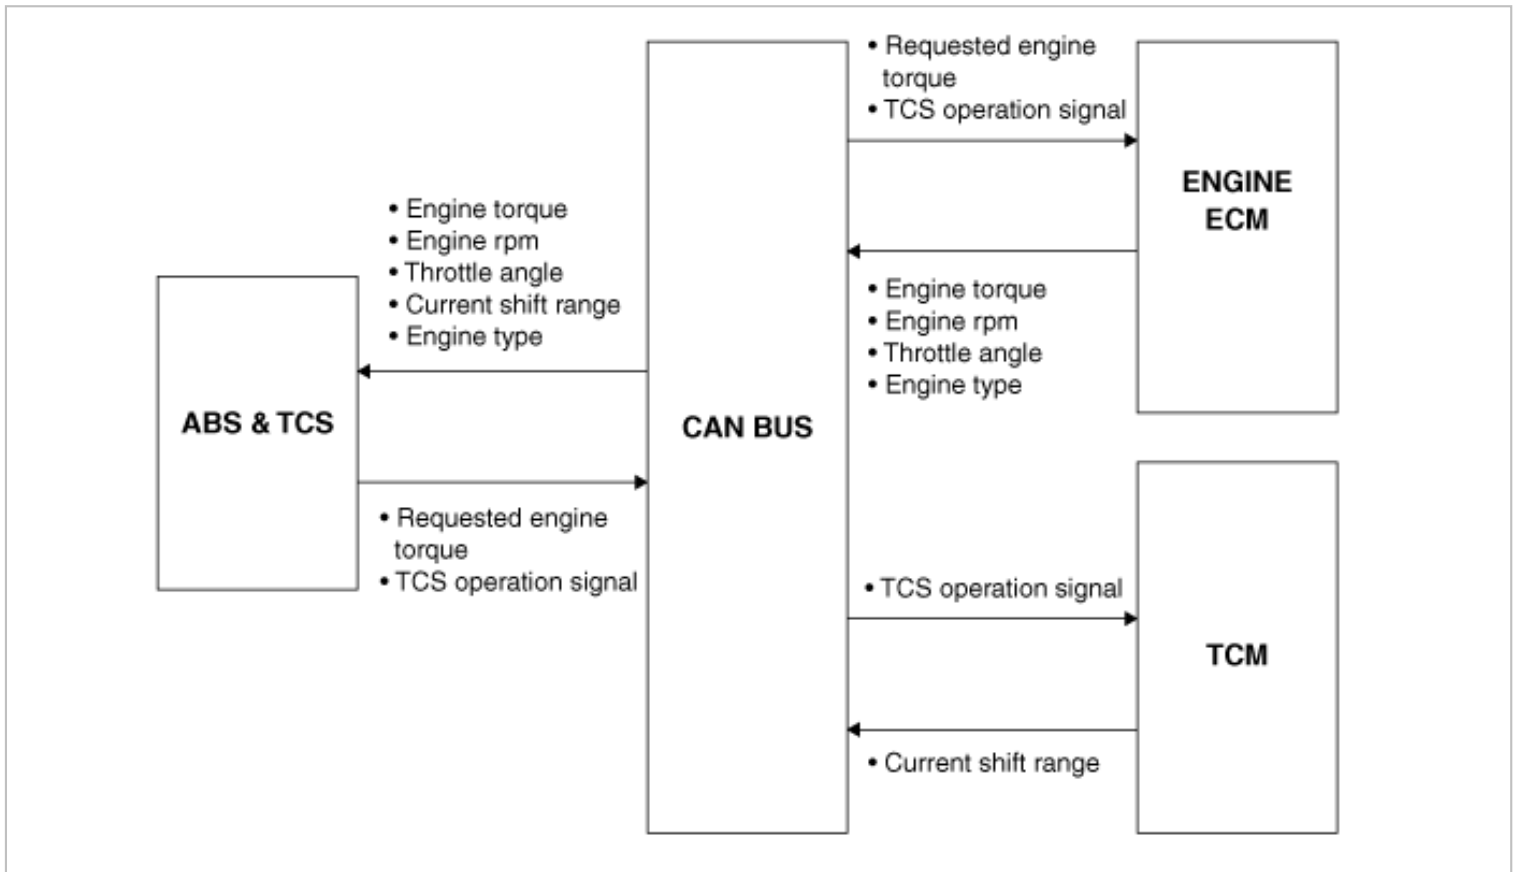 • Requested engine
torque
• TCS operation signal
ENGINE
ECM
• Engine torque
• Engine rpm
• Throttle angle
• Current shift range
• Engine type
• Engine torque
• Engine rpm
• Throttle angle
• Engine type
ABS & TCS
CAN BUS
• Requested engine
torque
• TCS operation signal
• TCS operation signal
TCM
• Current shift range